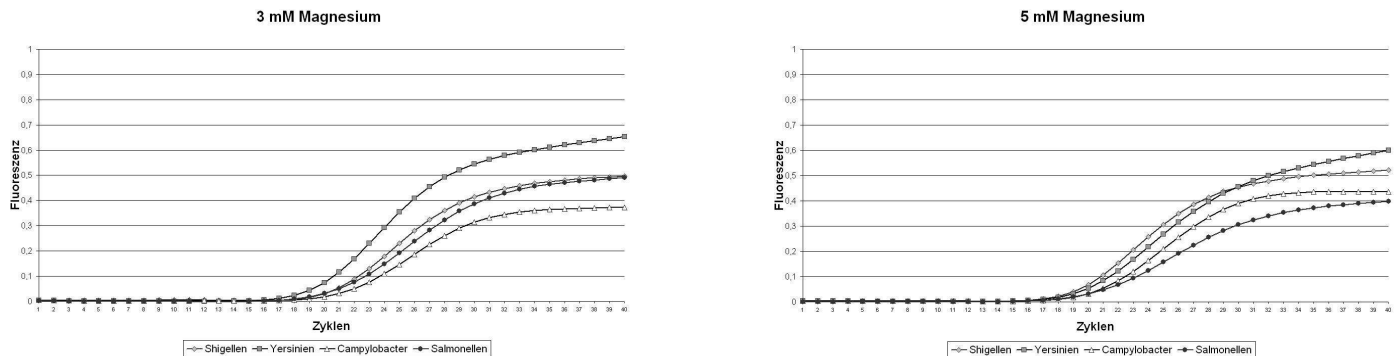 3 mM Magnesium
Fluoreszenz
1
0,9
0,8
0,7
0,6
0,5
0,4
0,3
0,2
0,1
0
1 2 3 4 5 6 7 8 9 10 11 12 13 14 15 16 17 18 19 20 21 22 23 24 25 26 27 28 29 30 31 32 33 34 35 36 37 38 39 40
Zyklen
Shigellen Yersinien Campylobacter Salmonellen
5 mM Magnesium
Fluoreszenz
1
0,9
0,8
0,7
0,6
0,5
0,4
0,3
0,2
0,1
0
1 2 3 4 5 6 7 8 9 10 11 12 13 14 15 16 17 18 19 20 21 22 23 24 25 26 27 28 29 30 31 32 33 34 35 36 37 38 39 40
Zyklen
Shigellen Yersinien Campylobacter Salmonellen